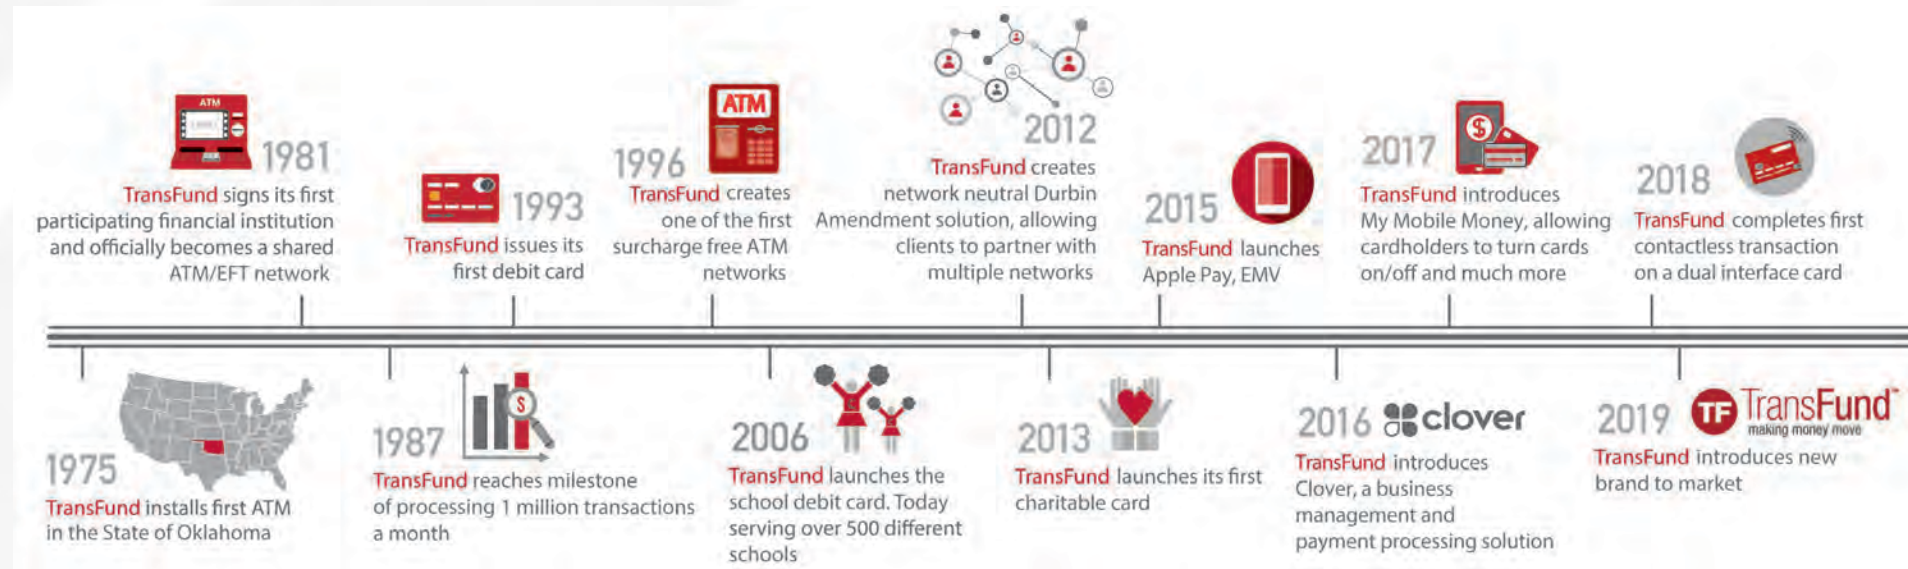 ATM
1981
TransFund signs its first
participating financial institution
and officially becomes a shared
ATM/EFT network
1993
TransFund issues its
first debit card
ATM
1996
TransFund creates
one of the first
surcharge free ATM
networks
2012
TransFund creates
network neutral Durbin
Amendment solution, allowing
clients to partner with
multiple networks
2015
TransFund launches
Apple Pay, EMV
$
2017
TransFund introduces
My Mobile Money, allowing
cardholders to turn cards
on/off and much more
2018
TransFund completes first
contactless transaction
on a dual interface card
1975
TransFund installs first ATM
in the State of Oklahoma
$
1987
TransFund reaches milestone
of processing 1 million transactions
a month
2006
TransFund launches the
school debit card. Today
serving over 500 different
schools
2013
TransFund launches its first
charitable card
2016 clover
TransFund introduces
Clover, a business
management and
payment processing solution
2019 TF TransFund™
making money move
TransFund introduces new
brand to market